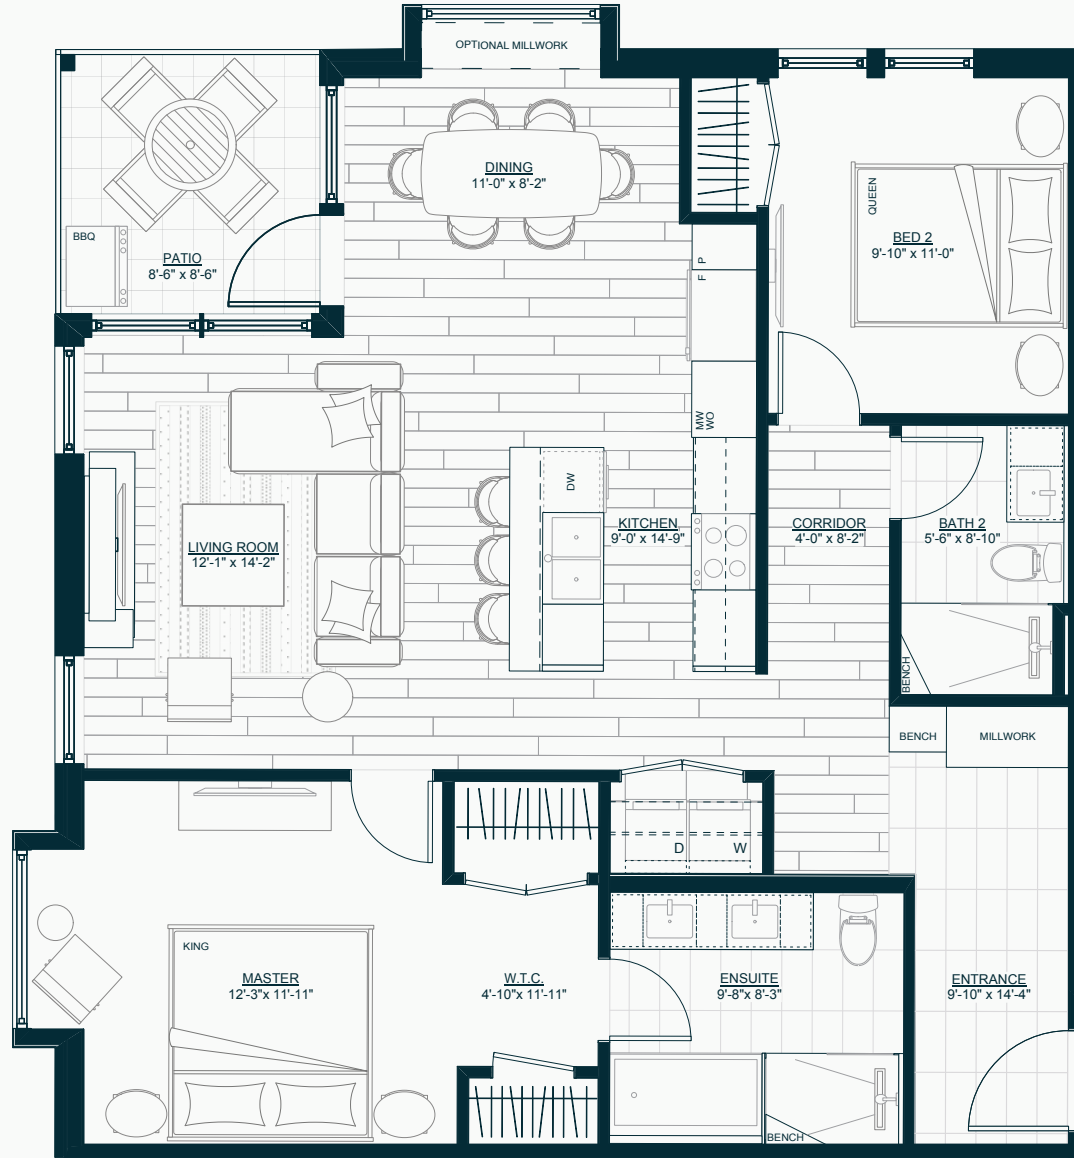 OPTIONAL MILLWORK
DINING
11'-0" x 8'-2"
QUEEN
BED 2
9'-10" x 11'-0"
BBQ
PATIO
8'-6" x 8'-6"
P
F
MW
WO
DW
KITCHEN
9'-0' x 14'-9"
CORRIDOR
4'-0" x 8'-2"
BATH 2
5'-6" x 8'-10"
LIVING ROOM
12'-1" x 14'-2"
BENCH
BENCH
MILLWORK
D
W
KING
MASTER
12'-3"x 11'-11"
W.T.C.
4'-10"x 11'-11"
ENSUITE
9'-8"x 8'-3"
ENTRANCE
9'-10" x 14'-4"
BENCH